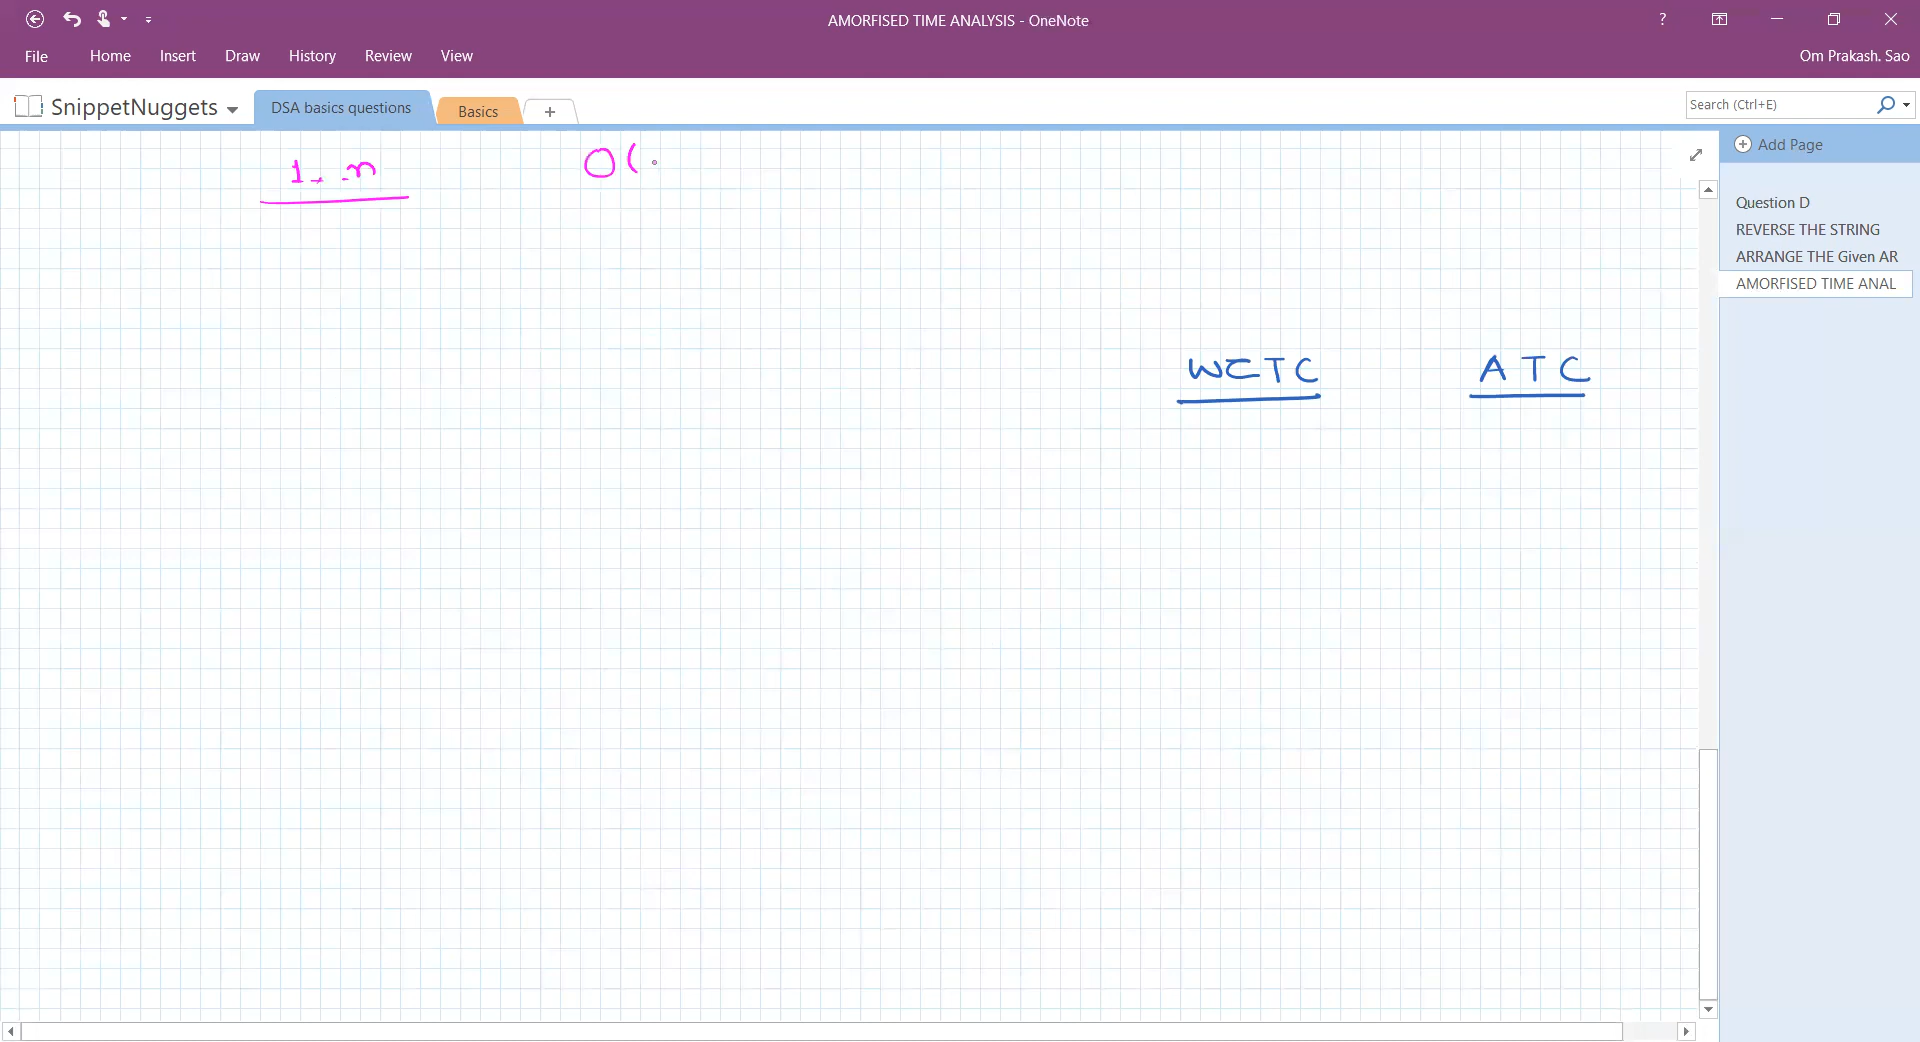 AMORFISED TIME ANALYSIS - OneNote
?
File Home Insert Draw History Review View
Om Prakash. Sao
SnippetNuggets
DSA basics questions
Basics
+
Search (Ctrl+E)
Add Page
1. .n
O(.
Question D
REVERSE THE STRING
ARRANGE THE Given AR
AMORFISED TIME ANAL
WCTC
ATC